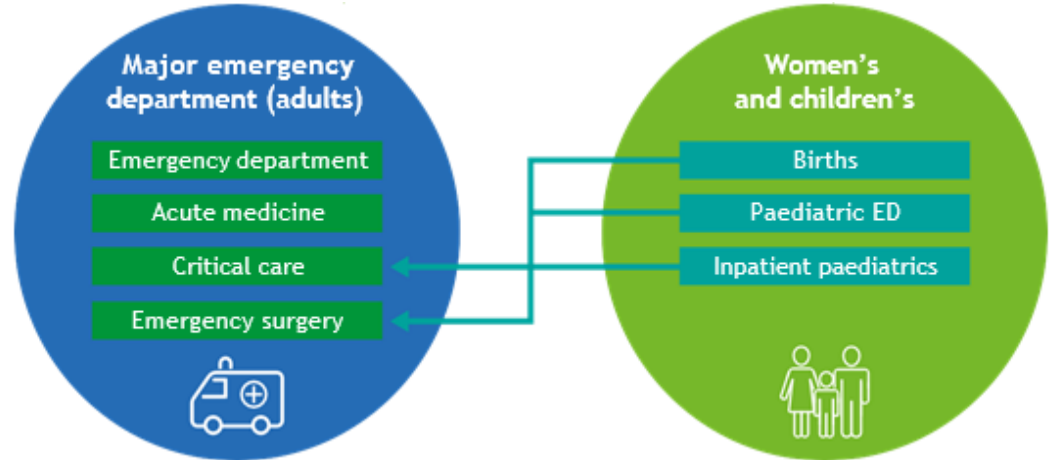 Major emergency
department (adults)
Emergency department
Acute medicine
Critical care
Emergency surgery
Women's
and children's
Births
Paediatric ED
Inpatient paediatrics